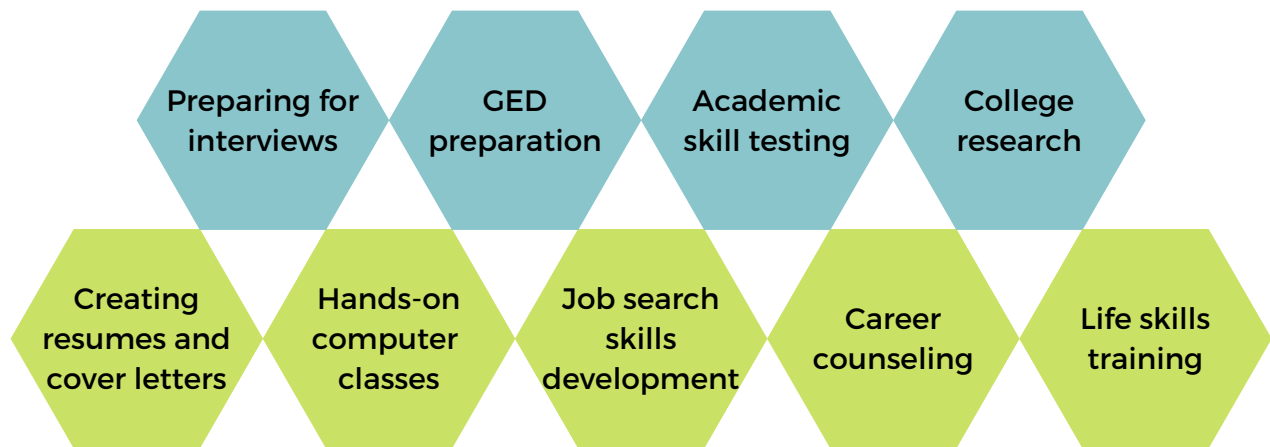 Preparing for
interviews
GED
preparation
Academic
skill testing
College
research
Creating
resumes and
cover letters
Hands-on
computer
classes
Job search
skills
development
Career
counseling
Life skills
training